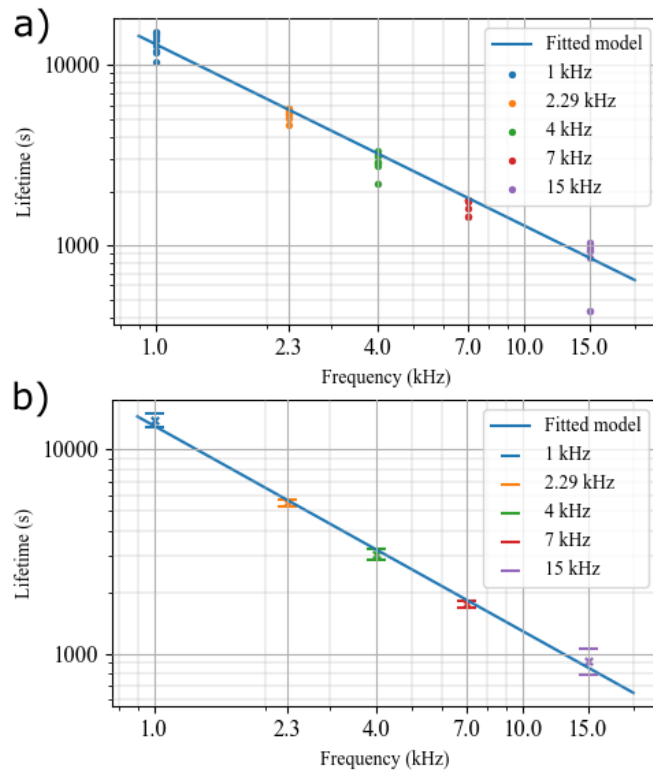 a)
Lifetime (s)
10000
1000
Fitted model
1 kHz
2.29 kHz
4 kHz
7 kHz
15 kHz
1.0 2.3 4.0 7.0 10.0 15.0
Frequency (kHz)
b)
Lifetime (s)
10000
1000
Fitted model
1 kHz
2.29 kHz
4 kHz
7 kHz
15 kHz
1.0 2.3 4.0 7.0 10.0 15.0
Frequency (kHz)